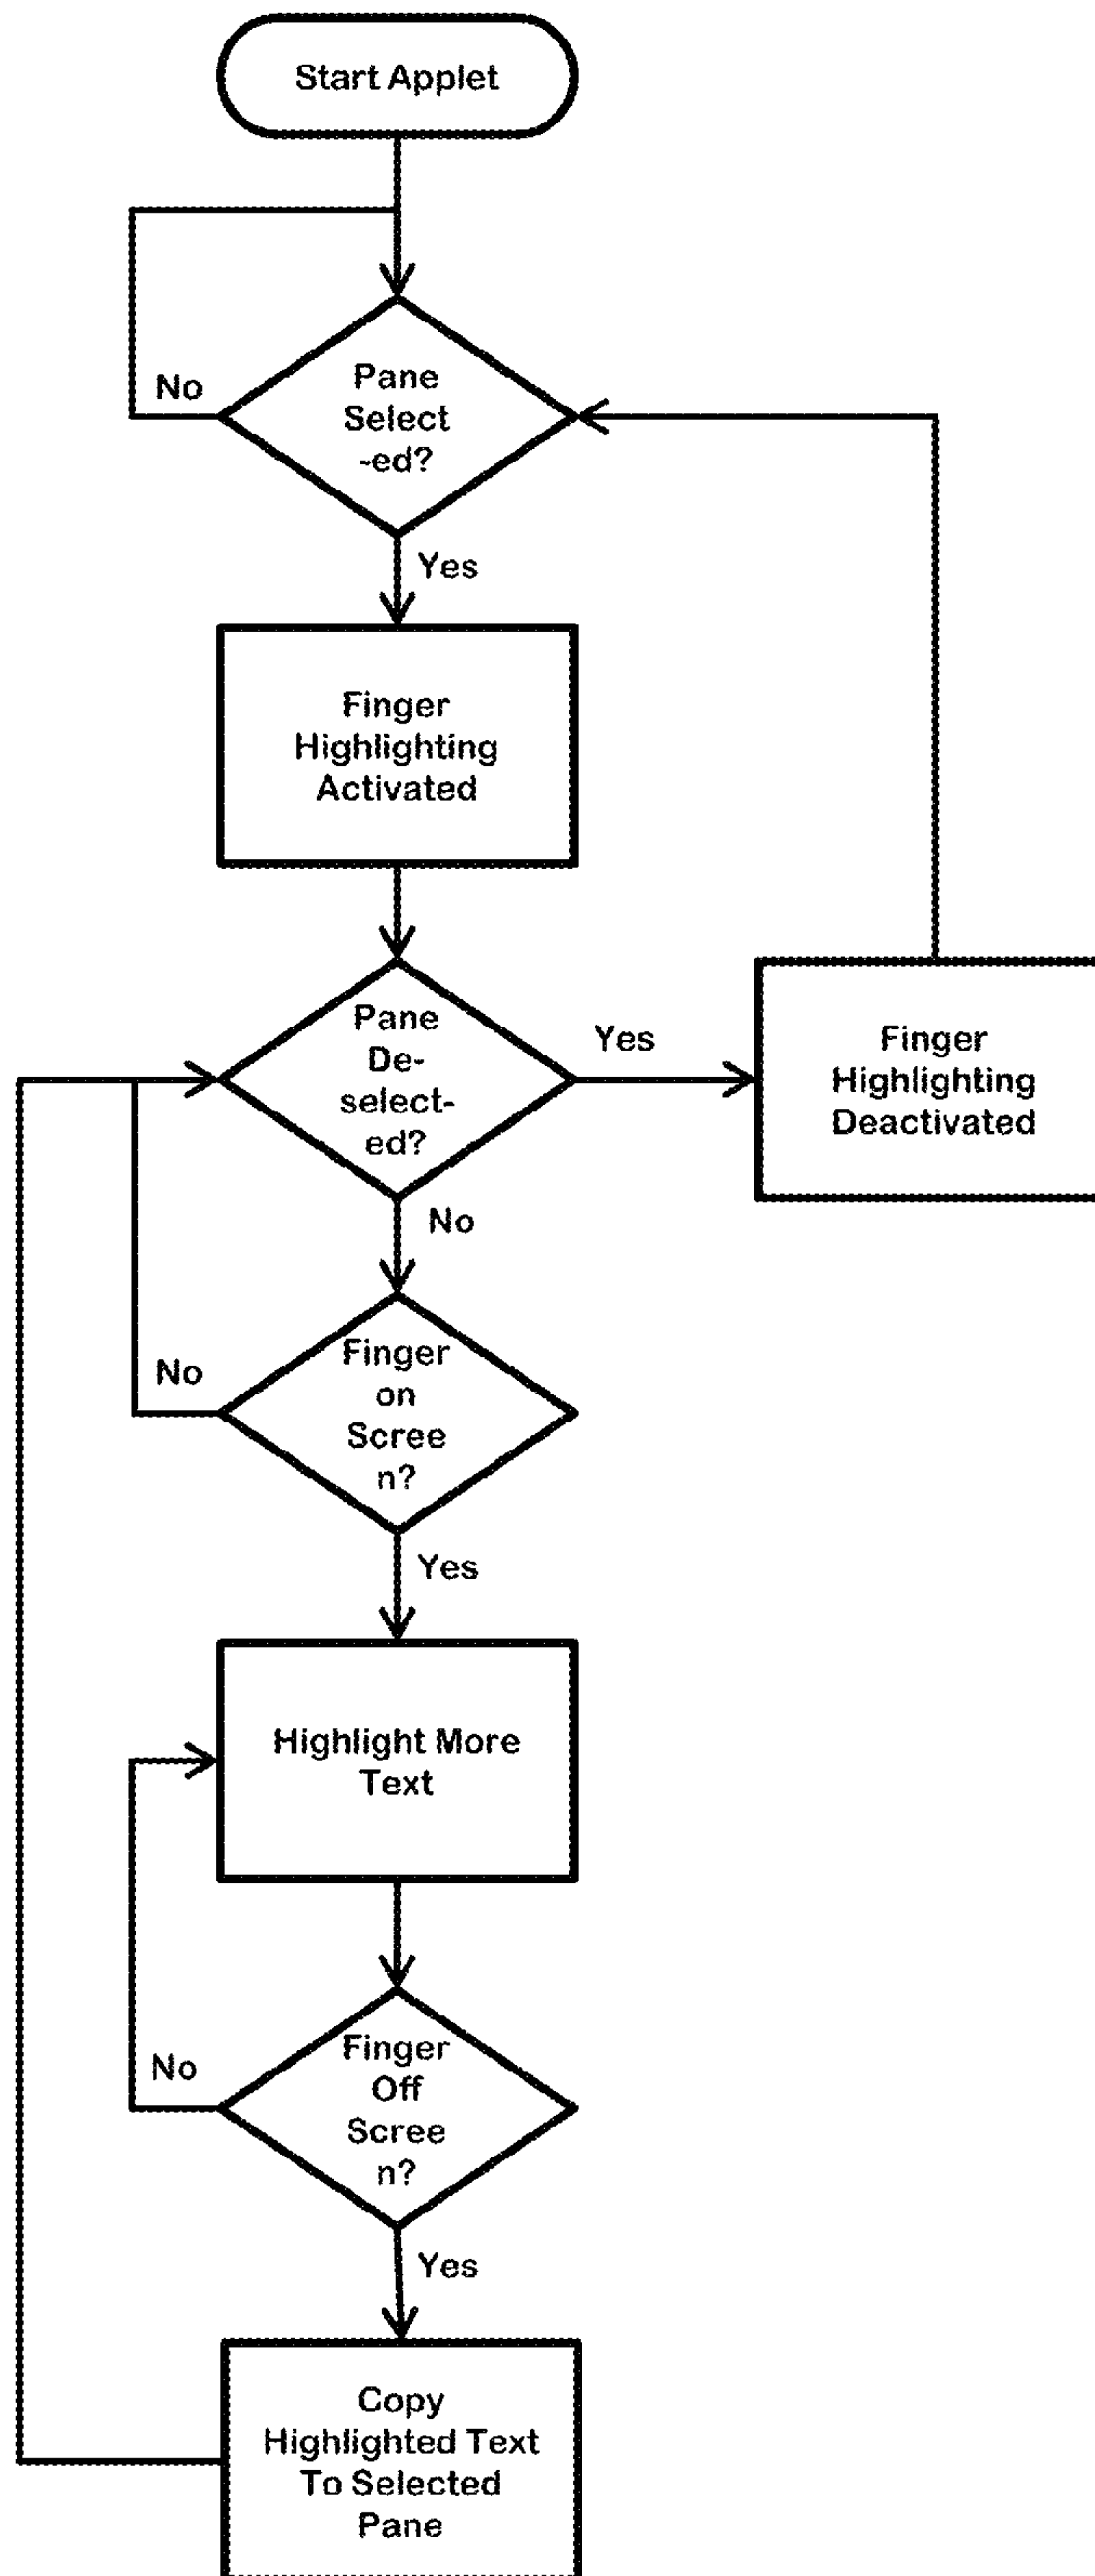 Start Applet
No
Pane
Select
-ed?
Yes
Finger
Highlighting
Activated
Pane
De-
select-
ed?
Yes
Finger
Highlighting
Deactivated
No
Finger
on
Scree
n?
No
Yes
Highlight More
Text
No
Finger
Off
Scree
n?
Yes
Copy
Highlighted Text
To Selected
Pane